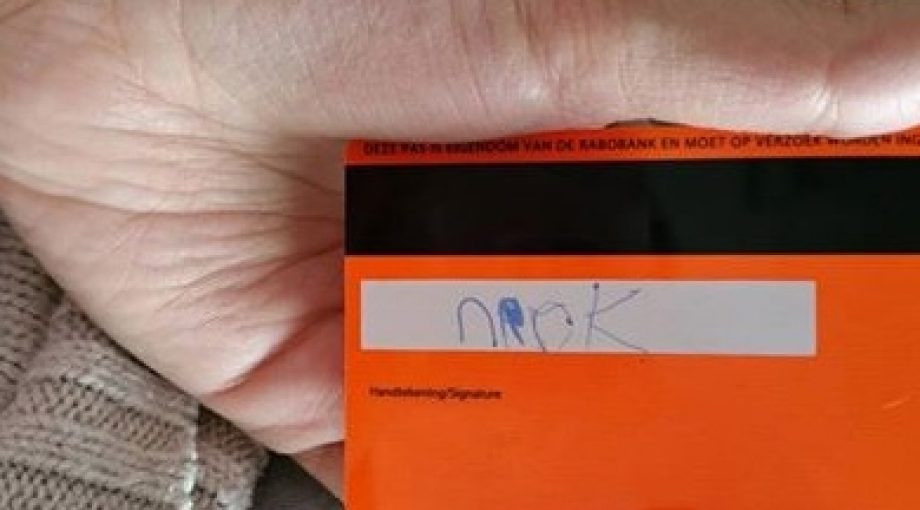 DEZE PAS IS EIGENDOM VAN DE RABOBANK EN MOET OP VERZOEK WORDEN
Handtekening/Signature